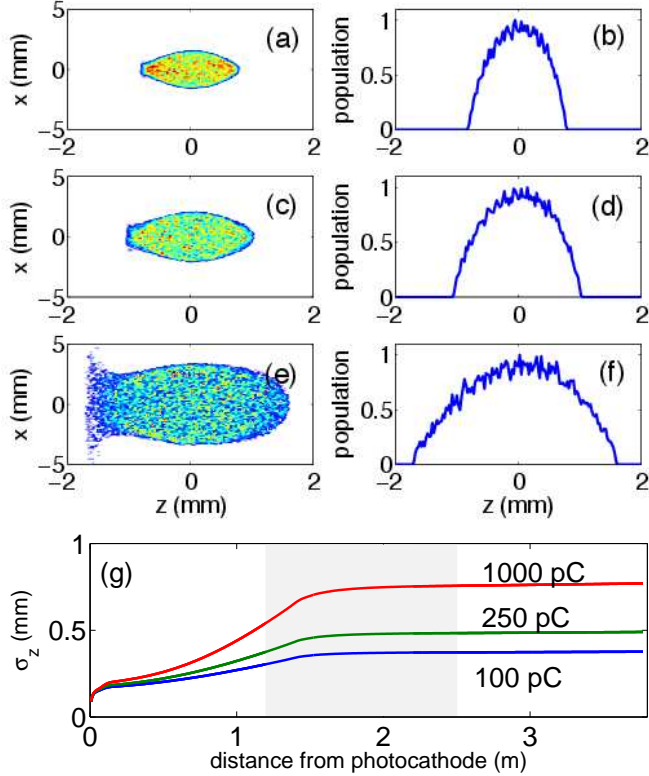 5
0
−5
x (mm)
(a)
−2
0
2
1
0.5
0
population
(b)
−2
0
2
5
0
−5
x (mm)
(c)
−2
0
2
1
0.5
0
population
(d)
−2
0
2
5
0
−5
x (mm)
(e)
−2
0
2
z (mm)
1
0.5
0
population
(f)
−2
0
2
z (mm)
1
0.5
0
σz (mm)
(g)
1000 pC
250 pC
100 pC
0
1
2
3
distance from photocathode (m)